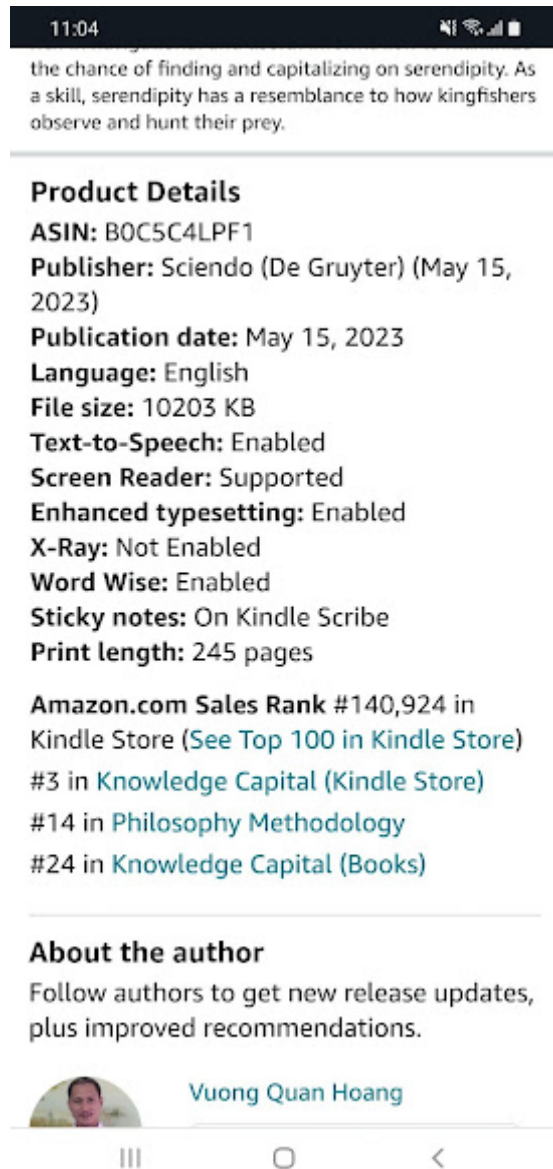 11:04
the chance of finding and capitalizing on serendipity. As
a skill, serendipity has a resemblance to how kingfishers
observe and hunt their prey.
Product Details
ASIN: B0C5C4LPF1
Publisher: Sciendo (De Gruyter) (May 15,
2023)
Publication date: May 15, 2023
Language: English
File size: 10203 KB
Text-to-Speech: Enabled
Screen Reader: Supported
Enhanced typesetting: Enabled
X-Ray: Not Enabled
Word Wise: Enabled
Sticky notes: On Kindle Scribe
Print length: 245 pages
Amazon.com Sales Rank #140,924 in
Kindle Store (See Top 100 in Kindle Store)
#3 in Knowledge Capital (Kindle Store)
#14 in Philosophy Methodology
#24 in Knowledge Capital (Books)
About the author
Follow authors to get new release updates,
plus improved recommendations.
Vuong Quan Hoang